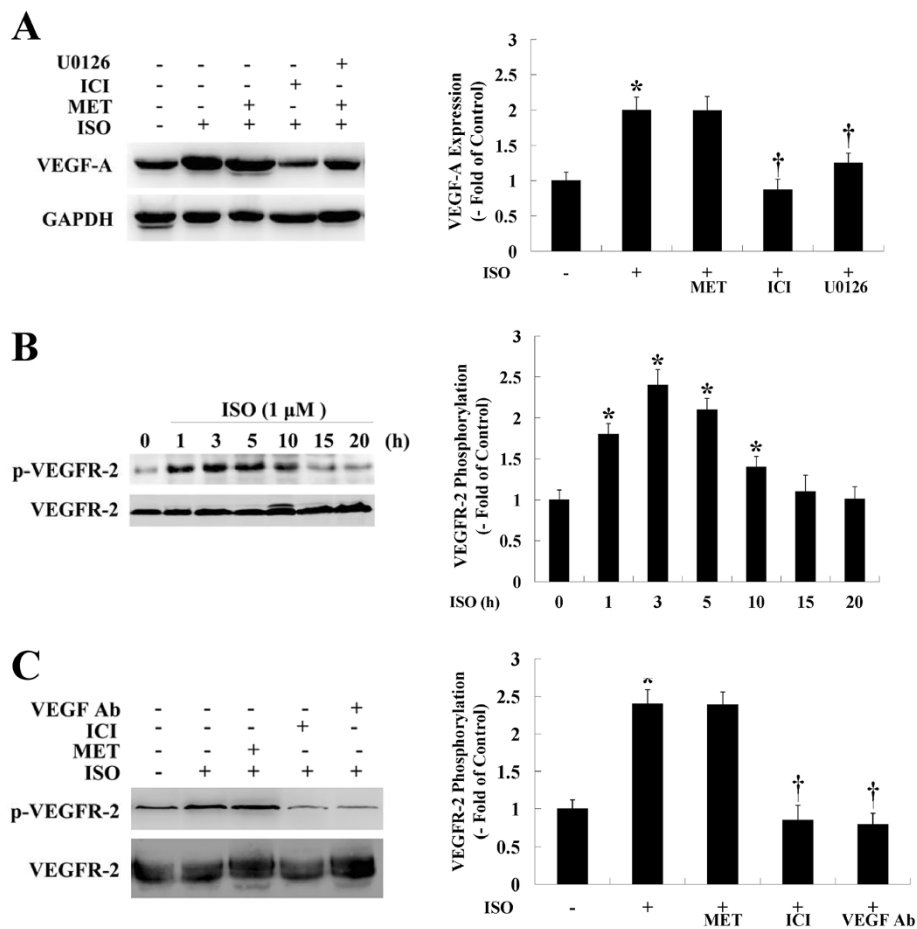 A
U0126 - - - - +
ICI - - - + -
MET - - + - +
ISO - + + + +
VEGF-A
GAPDH
VEGF-A Expression
(- Fold of Control)
3
2.5
2
1.5
1
0.5
0
*
†
†
ISO - + + + +
MET ICI U0126
B
ISO (1 μM )
0 1 3 5 10 15 20 (h)
p-VEGFR-2
VEGFR-2
VEGFR-2 Phosphorylation
(- Fold of Control)
3
2.5
2
1.5
1
0.5
0
*
*
*
*
ISO (h) 0 1 3 5 10 15 20
C
VEGF Ab - - - - +
ICI - - - + -
MET - - + - -
ISO - + + + +
p-VEGFR-2
VEGFR-2
VEGFR-2 Phosphorylation
(- Fold of Control)
3
2.5
2
1.5
1
0.5
0
*
†
†
ISO - + + + +
MET ICI VEGF Ab